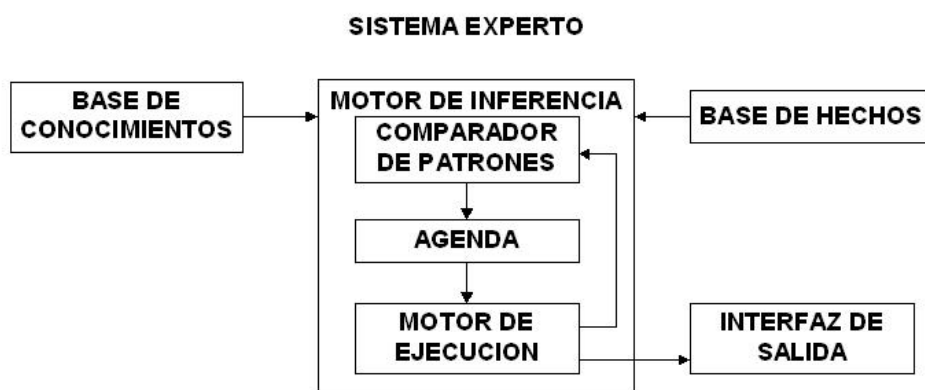 SISTEMA EXPERTO
BASE DE
CONOCIMIENTOS
MOTOR DE INFERENCIA
COMPARADOR
DE PATRONES
BASE DE HECHOS
AGENDA
MOTOR DE
EJECUCION
INTERFAZ DE
SALIDA